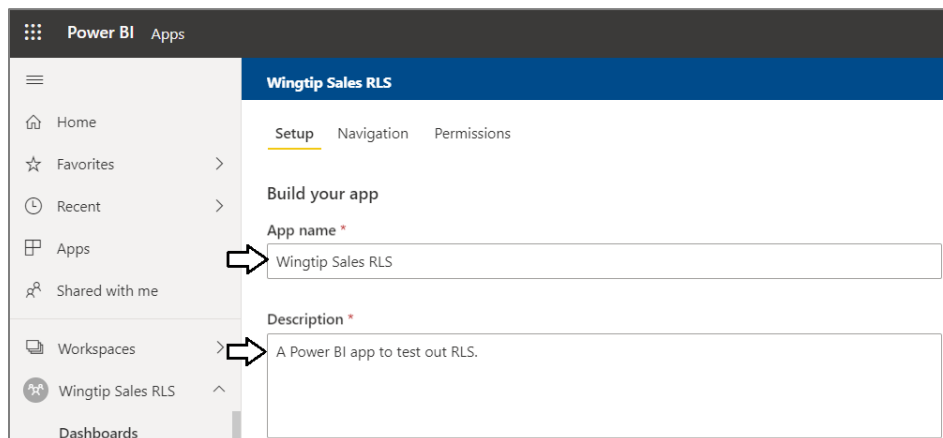 Power BI Apps
Home
Favorites
Recent
Apps
Shared with me
Workspaces
Wingtip Sales RLS
Dashboards
Wingtip Sales RLS
Setup Navigation Permissions
Build your app
App name *
Wingtip Sales RLS
Description *
A Power BI app to test out RLS.